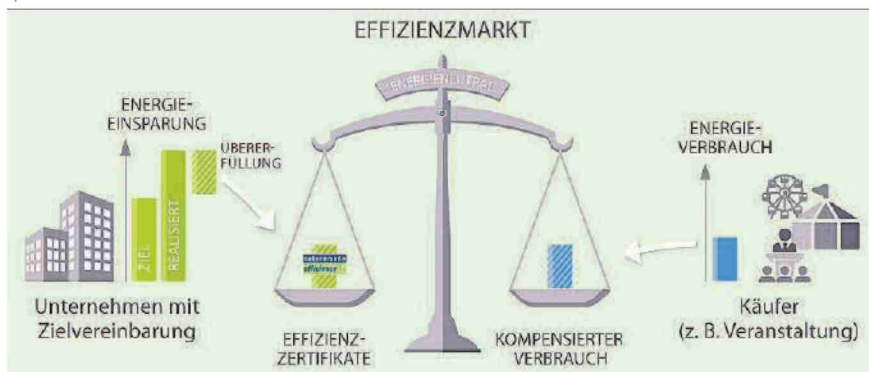 EFFIZIENZMARKT
ENERGIENEUTRAL
ENERGIE-
EINSPARUNG
ÜBERER-
FÜLLUNG
ZIEL
REALISIERT
Unternehmen mit
Zielvereinbarung
EFFIZIENZ-
ZERTIFIKATE
KOMPENSIERTER
VERBRAUCH
ENERGIE-
VERBRAUCH
Käufer
(z. B. Veranstaltung)